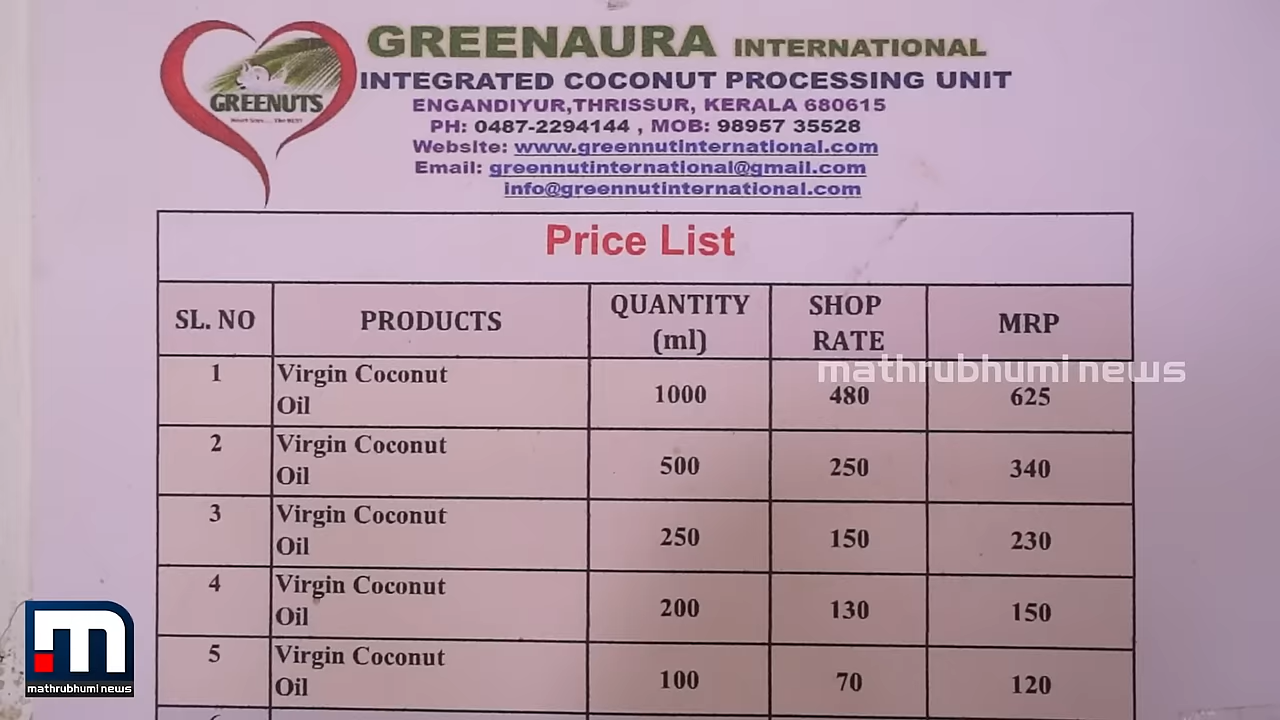 GREENAURA INTERNATIONAL
GREENUTS
INTEGRATED COCONUT PROCESSING UNIT
ENGANDIYUR,THRISSUR, KERALA 680615
PH: 0487-2294144 , MOB: 98957 35528
Website: www.greennutinternational.com
Email: greennutinternational@gmail.com
info@greennutinternational.com
Price List
SL. NO PRODUCTS QUANTITY (ml) SHOP RATE MRP
1 Virgin Coconut Oil 1000 480 625
2 Virgin Coconut Oil 500 250 340
3 Virgin Coconut Oil 250 150 230
4 Virgin Coconut Oil 200 130 150
5 Virgin Coconut Oil 100 70 120
mathrubhumi news
mathrubhumi news